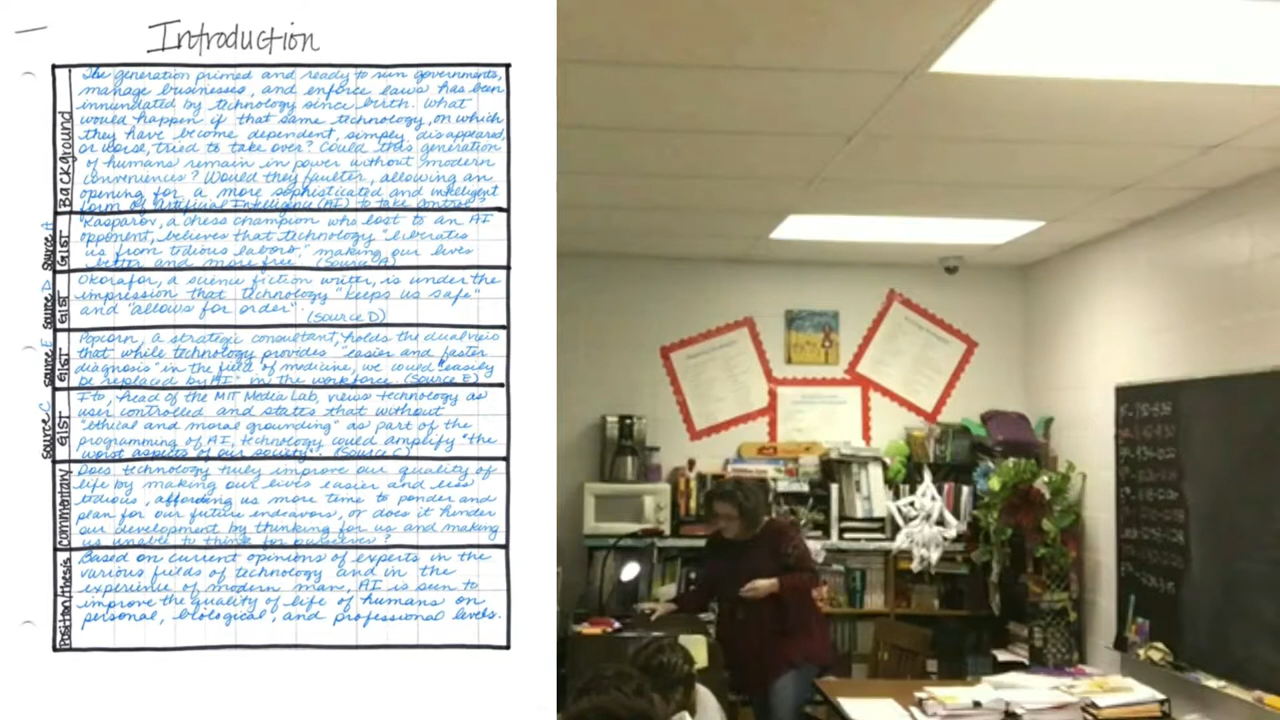 Introduction
Background
The generation primed and ready to run governments,
manage businesses, and enforce laws has been
innundated by technology since birth. What
would happen if that same technology, on which
they have become dependent, simply disappeared,
or worse, tried to take over? Could this generation
of humans remain in power without modern
conveniences? Would they faulter, allowing an
opening for a more sophisticated and intelligent
form of Artificial Intelligence (AI) to take control?
Source A
GIST
Kasparov, a chess champion who lost to an AI
opponent, believes that technology "liberates
us from tedious labors," making our lives
better and more free. (Source A)
Source D
GIST
Okorafor, a science fiction writer, is under the
impression that technology "keeps us safe"
and "allows for order".
(Source D)
Source E
GIST
Popcorn, a strategic consultant, holds the dual view
that while technology provides "easier and faster
diagnosis" in the field of medicine, we could "easily
be replaced by AI" in the workforce. (Source E)
Source C
GIST
Ito, head of the MIT Media Lab, views technology as
user controlled and states that without
"ethical and moral grounding" as part of the
programming of AI, technology could amplify "the
worst aspects of our society". (Source C)
Commentary
Does technology truly improve our quality of
life by making our lives easier and less
tedious, affording us more time to ponder and
plan for our future endeavors, or does it hinder
our development by thinking for us and making
us unable to think for ourselves?
Position/Thesis
Based on current opinions of experts in the
various fields of technology and in the
experience of modern man, AI is seen to
improve the quality of life of humans on
personal, biological, and professional levels.